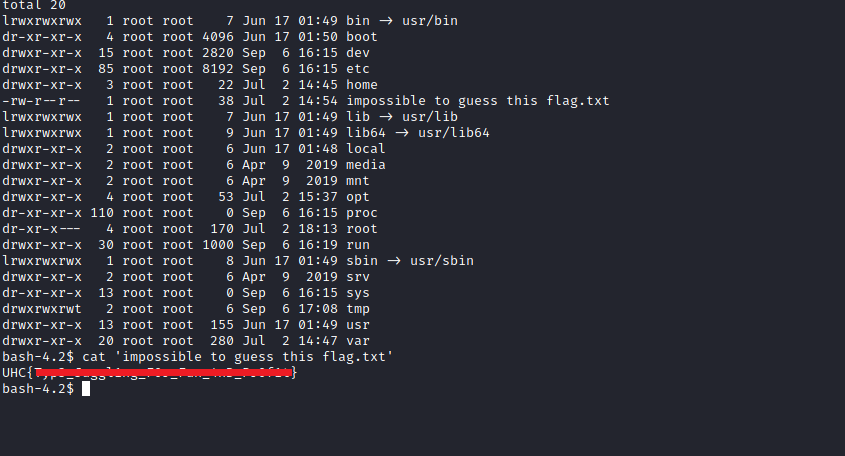 total 20
lrwxrwxrwx 1 root root 7 Jun 17 01:49 bin -> usr/bin
dr-xr-xr-x 4 root root 4096 Jun 17 01:50 boot
drwxr-xr-x 15 root root 2820 Sep 6 16:15 dev
drwxr-xr-x 85 root root 8192 Sep 6 16:15 etc
drwxr-xr-x 3 root root 22 Jul 2 14:45 home
-rw-r--r-- 1 root root 38 Jul 2 14:54 impossible to guess this flag.txt
lrwxrwxrwx 1 root root 7 Jun 17 01:49 lib -> usr/lib
lrwxrwxrwx 1 root root 9 Jun 17 01:49 lib64 -> usr/lib64
drwxr-xr-x 2 root root 6 Jun 17 01:48 local
drwxr-xr-x 2 root root 6 Apr 9 2019 media
drwxr-xr-x 2 root root 6 Apr 9 2019 mnt
drwxr-xr-x 4 root root 53 Jul 2 15:37 opt
dr-xr-xr-x 110 root root 0 Sep 6 16:15 proc
dr-xr-x--- 4 root root 170 Jul 2 18:13 root
drwxr-xr-x 30 root root 1000 Sep 6 16:19 run
lrwxrwxrwx 1 root root 8 Jun 17 01:49 sbin -> usr/sbin
drwxr-xr-x 2 root root 6 Apr 9 2019 srv
dr-xr-xr-x 13 root root 0 Sep 6 16:15 sys
drwxrwxrwt 2 root root 6 Sep 6 17:08 tmp
drwxr-xr-x 13 root root 155 Jun 17 01:49 usr
drwxr-xr-x 20 root root 280 Jul 2 14:47 var
bash-4.2$ cat 'impossible to guess this flag.txt'
UHC{ }
bash-4.2$